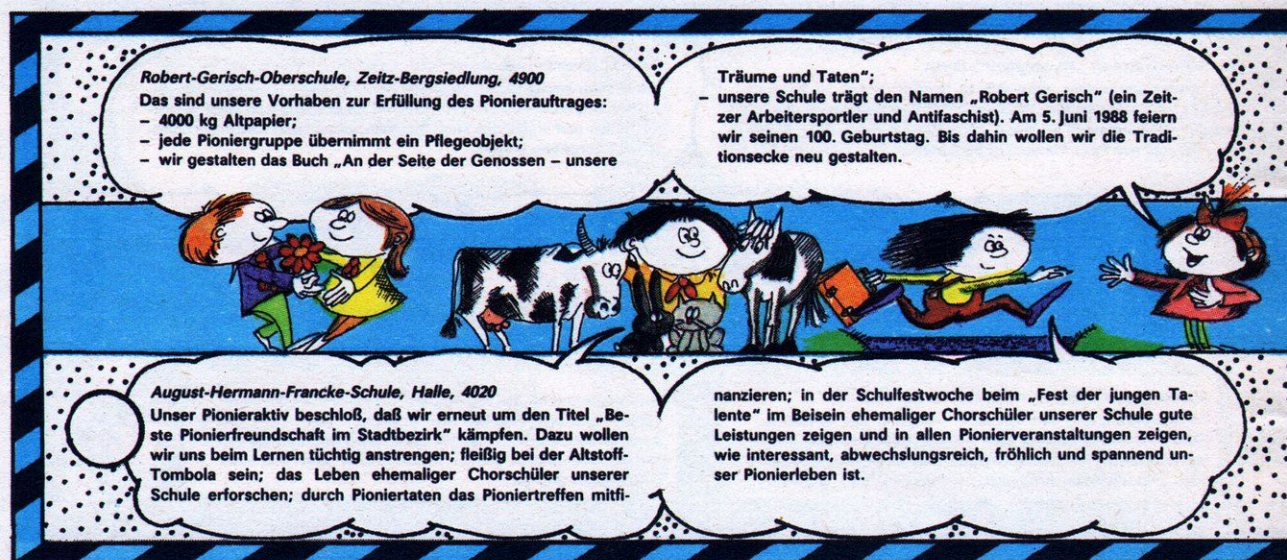 Robert-Gerisch-Oberschule, Zeitz-Bergsiedlung, 4900
Das sind unsere Vorhaben zur Erfüllung des Pionierauftrages:
– 4000 kg Altpapier;
– jede Pioniergruppe übernimmt ein Pflegeobjekt;
– wir gestalten das Buch „An der Seite der Genossen – unsere
Träume und Taten“;
– unsere Schule trägt den Namen „Robert Gerisch“ (ein Zeit-
zer Arbeitersportler und Antifaschist). Am 5. Juni 1988 feiern
wir seinen 100. Geburtstag. Bis dahin wollen wir die Tradi-
tionsecke neu gestalten.
August-Hermann-Francke-Schule, Halle, 4020
Unser Pionieraktiv beschloß, daß wir erneut um den Titel „Be-
ste Pionierfreundschaft im Stadtbezirk“ kämpfen. Dazu wollen
wir uns beim Lernen tüchtig anstrengen; fleißig bei der Altstoff-
Tombola sein; das Leben ehemaliger Chorschüler unserer
Schule erforschen; durch Pioniertaten das Pioniertreffen mitfi-
nanzieren; in der Schulfestwoche beim „Fest der jungen Ta-
lente“ im Beisein ehemaliger Chorschüler unserer Schule gute
Leistungen zeigen und in allen Pionierveranstaltungen zeigen,
wie interessant, abwechslungsreich, fröhlich und spannend un-
ser Pionierleben ist.